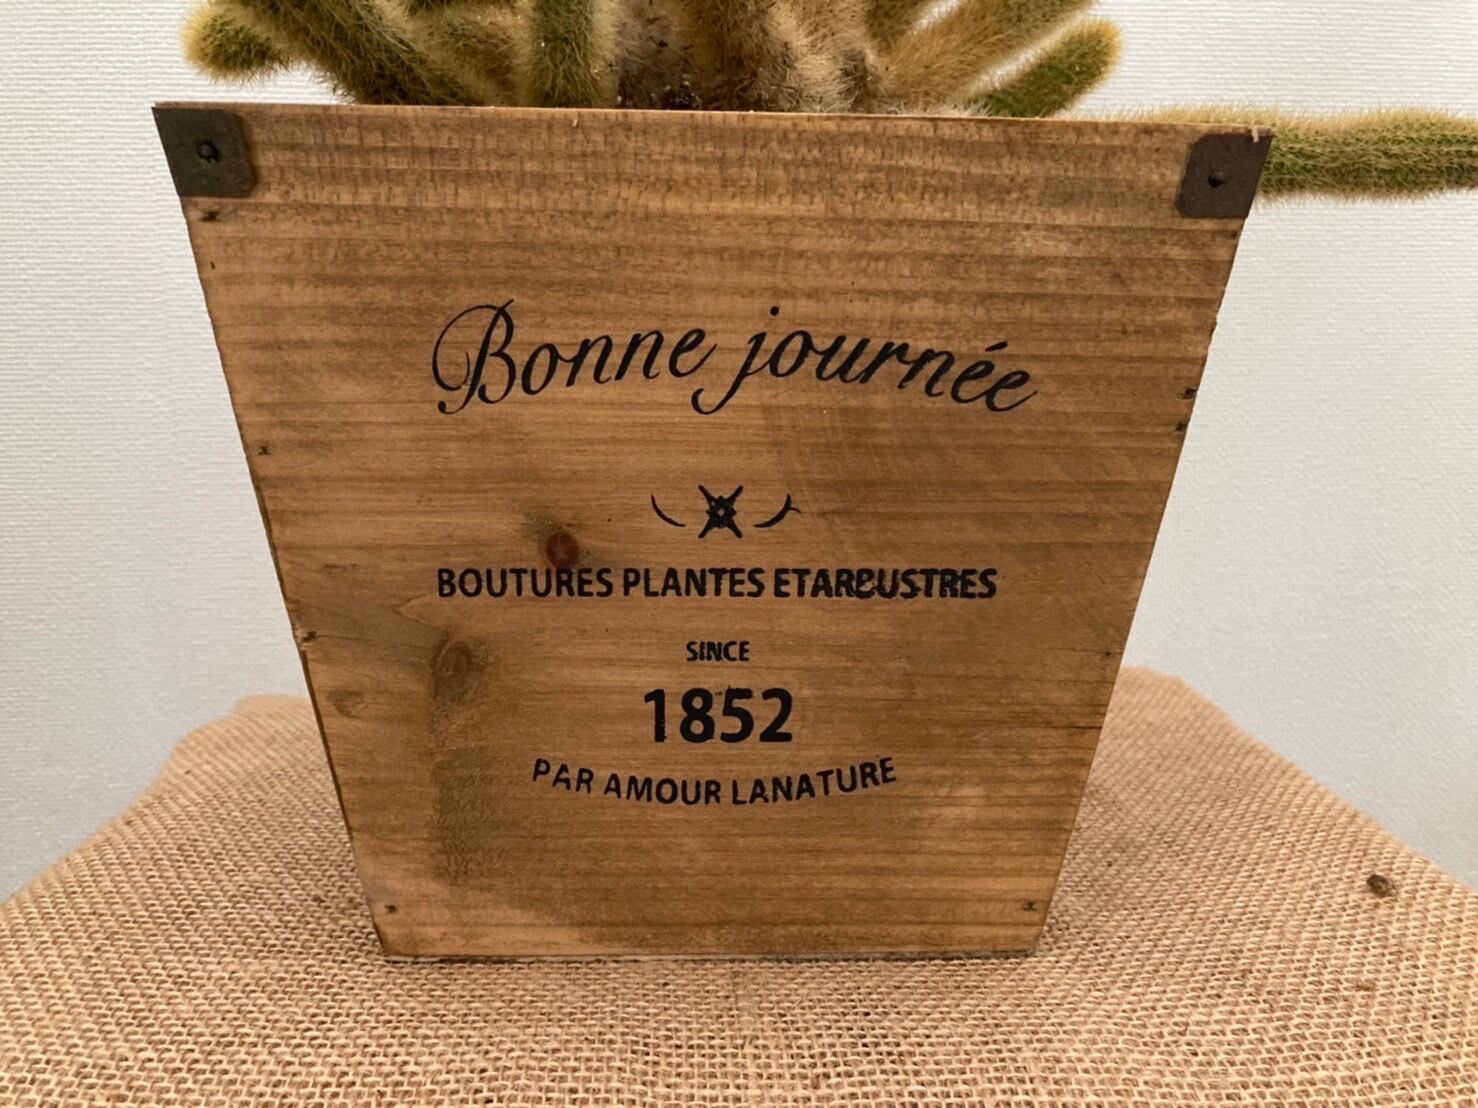 Bonne journée
BOUTURES PLANTES ETARBUSTRES
SINCE
1852
PAR AMOUR LANATURE